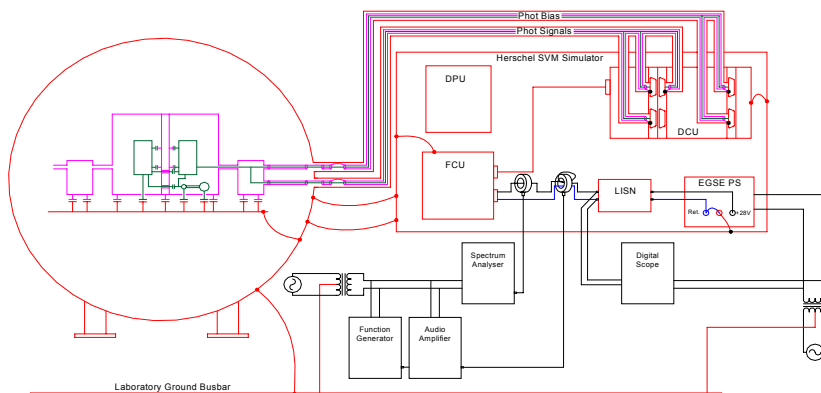 Phot Bias
Phot Signals
Herschel SVM Simulator
DPU
DCU
FCU
LISN
EGSE PS
Ret.
+28V
Spectrum
Analyser
Digital
Scope
Function
Generator
Audio
Amplifier
Laboratory Ground Busbar